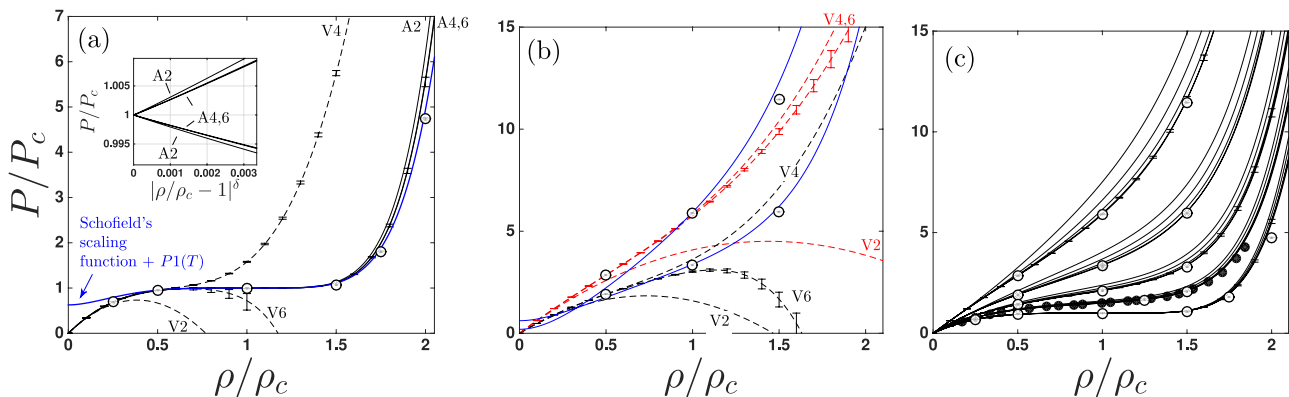 (a)
P/P_c
7
6
5
4
3
2
1
0
0
0.5
1
1.5
2
ρ/ρ_c
V4
A2
A4,6
V6
V2
Schofield's
scaling
function + P1(T)
P/P_c
1.005
1
0.995
0
0.001
0.002
0.003
|ρ/ρ_c − 1|^δ
A2
A4,6
A2
(b)
15
10
5
0
0
0.5
1
1.5
2
ρ/ρ_c
V4,6
V4
V2
V6
V2
(c)
15
10
5
0
0
0.5
1
1.5
2
ρ/ρ_c